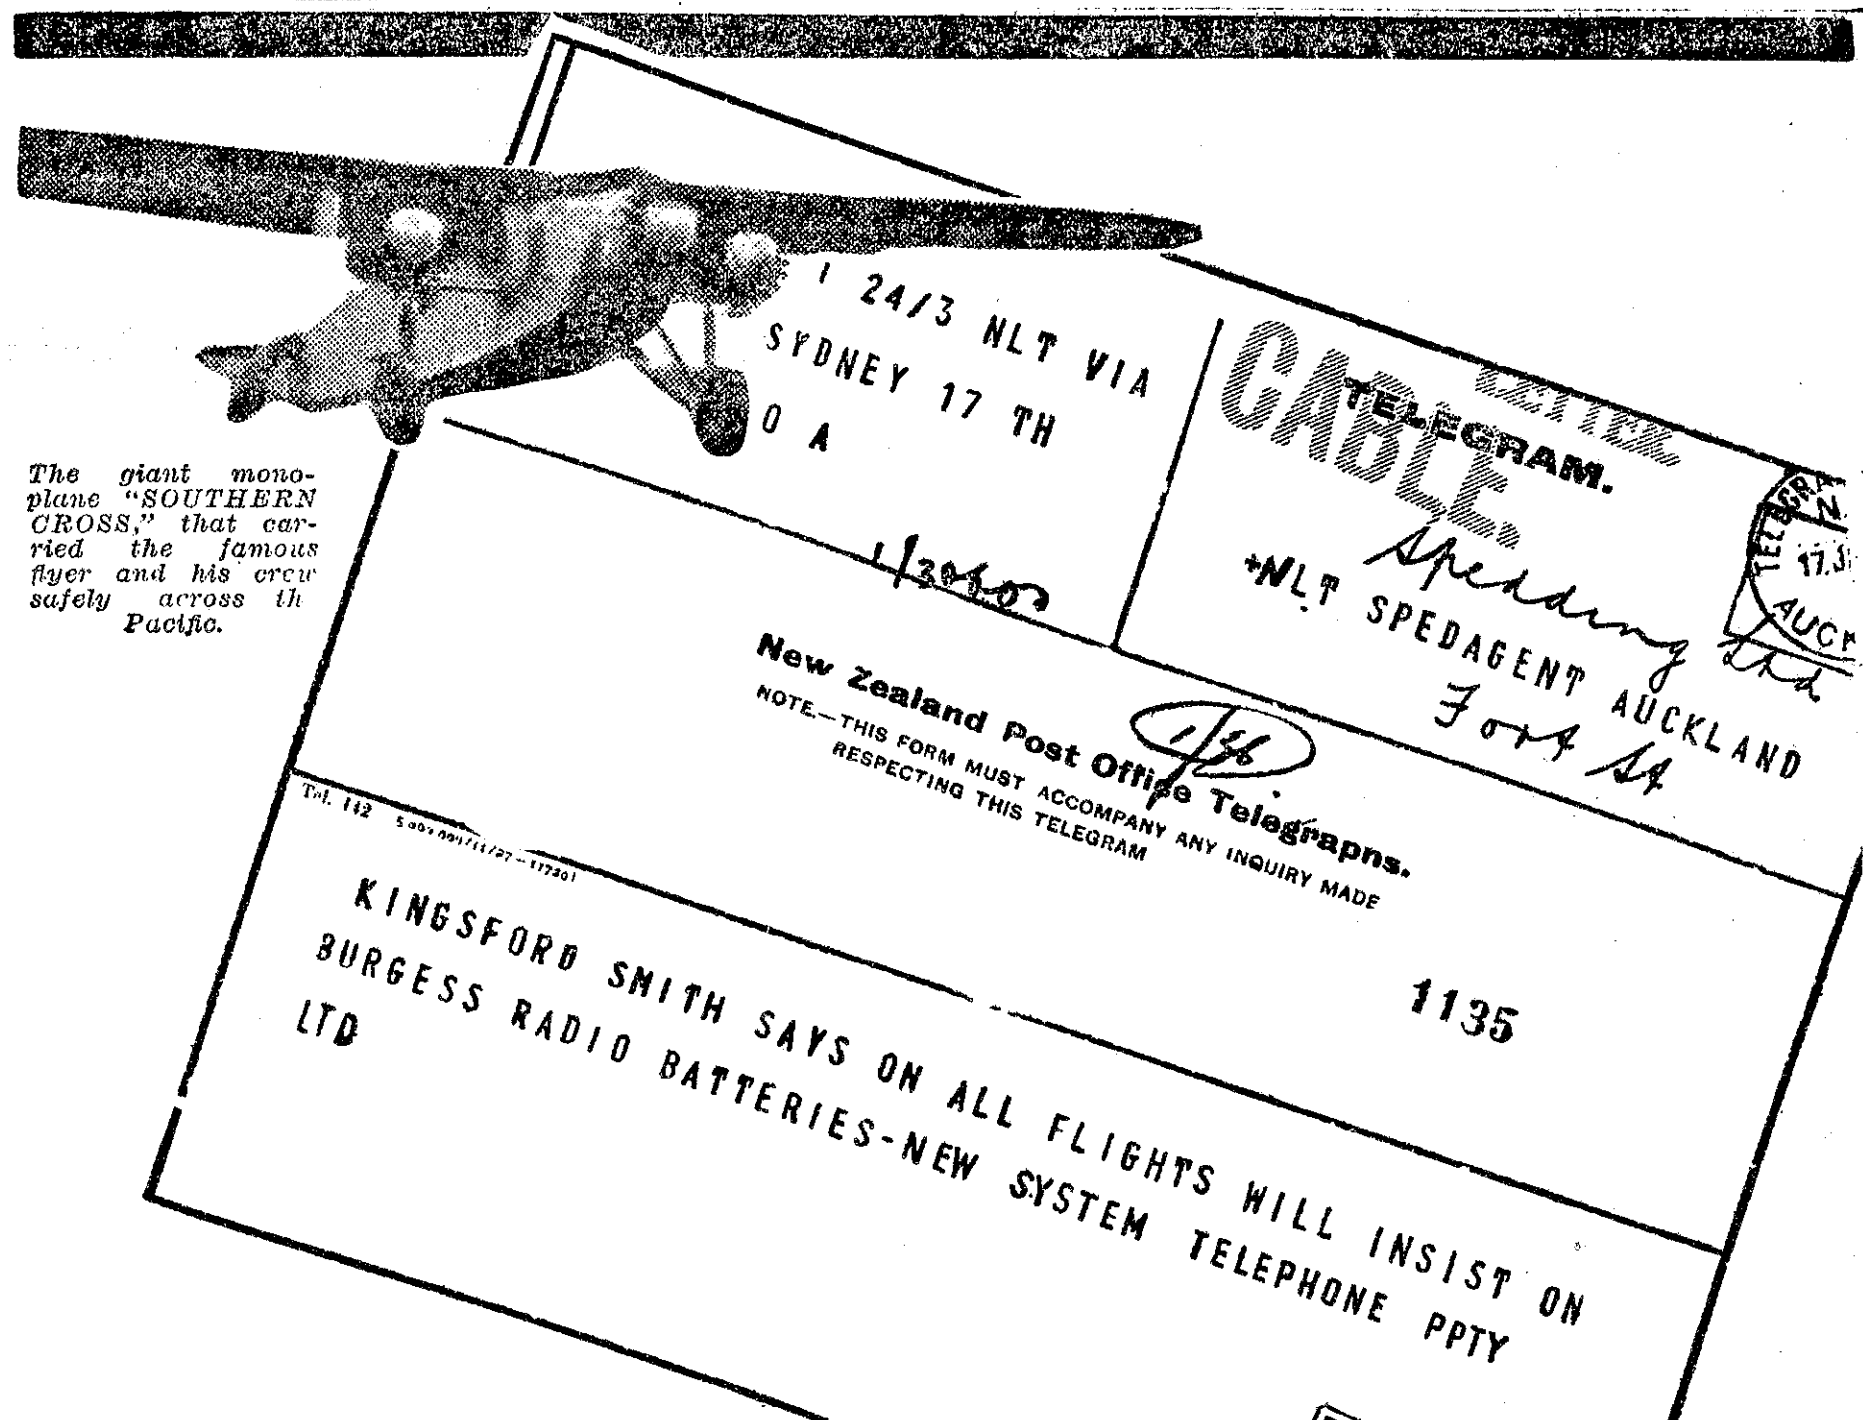 24/3 NLT VIA
SYDNEY 17 TH
0 A
LETTER
CABLE.
TELEGRAM.
Spedding Ltd
+NLT SPEDAGENT AUCKLAND
Fort St
TELEGRA
N.
17.
AUCK
The giant mono-
plane "SOUTHERN
CROSS," that car-
ried the famous
flyer and his crew
safely across th
Pacific.
New Zealand Post Office Telegraphs.
NOTE.—THIS FORM MUST ACCOMPANY ANY INQUIRY MADE
RESPECTING THIS TELEGRAM
Tel. 142
1135
KINGSFORD SMITH SAYS ON ALL FLIGHTS WILL INSIST ON
BURGESS RADIO BATTERIES-NEW SYSTEM TELEPHONE PPTY
LTD